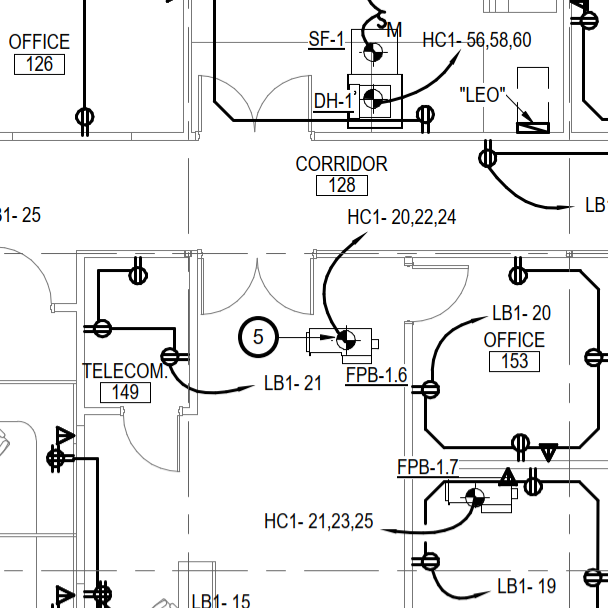 OFFICE
126
SF-1
M
HC1- 56,58,60
DH-1'
"LEO"
CORRIDOR
128
1- 25
HC1- 20,22,24
LB
5
LB1- 20
OFFICE
153
TELECOM.
149
LB1- 21
FPB-1.6
FPB-1.7
HC1- 21,23,25
LB1- 19
LB1- 15